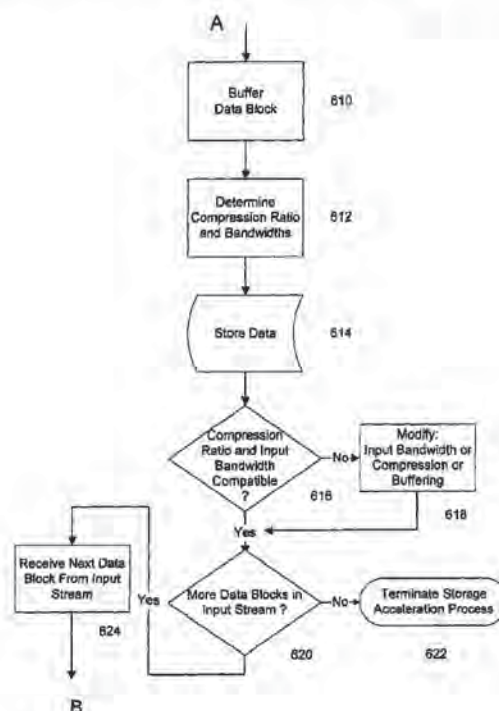 A
Buffer
Data Block
610
Determine
Compression Ratio
and Bandwidths
612
Store Data
614
Compression
Ratio and Input
Bandwidth
Compatible
?
616
No
Modify:
Input Bandwidth or
Compression or
Buffering
618
Yes
More Data Blocks in
Input Stream ?
620
No
Terminate Storage
Acceleration Process
622
Yes
Receive Next Data
Block From Input
Stream
624
B